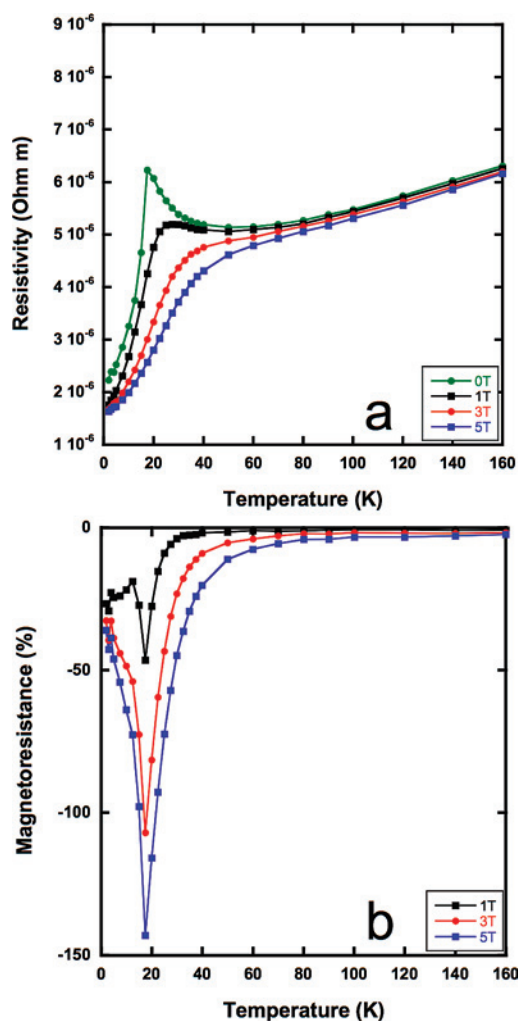 9 10⁻⁶
8 10⁻⁶
7 10⁻⁶
6 10⁻⁶
5 10⁻⁶
4 10⁻⁶
3 10⁻⁶
2 10⁻⁶
1 10⁻⁶
Resistivity (Ohm m)
0T
1T
3T
5T
a
0 20 40 60 80 100 120 140 160
Temperature (K)
0
-50
-100
-150
Magnetoresistance (%)
1T
3T
5T
b
0 20 40 60 80 100 120 140 160
Temperature (K)